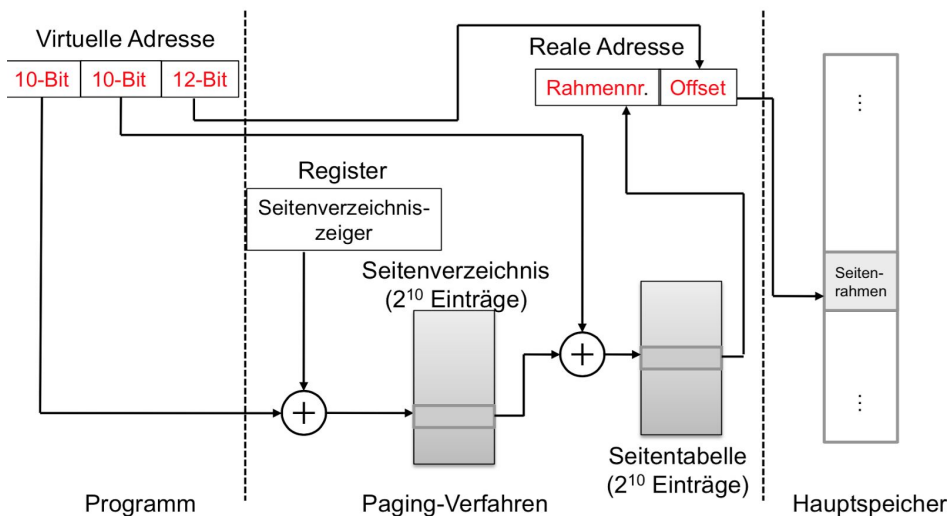 Virtuelle Adresse
10-Bit 10-Bit 12-Bit
Reale Adresse
Rahmennr. Offset
Register
Seitenverzeichnis-
zeiger
Seitenverzeichnis
(2¹⁰ Einträge)
+
+
Seitentabelle
(2¹⁰ Einträge)
...
Seiten-
rahmen
...
Programm
Paging-Verfahren
Hauptspeicher